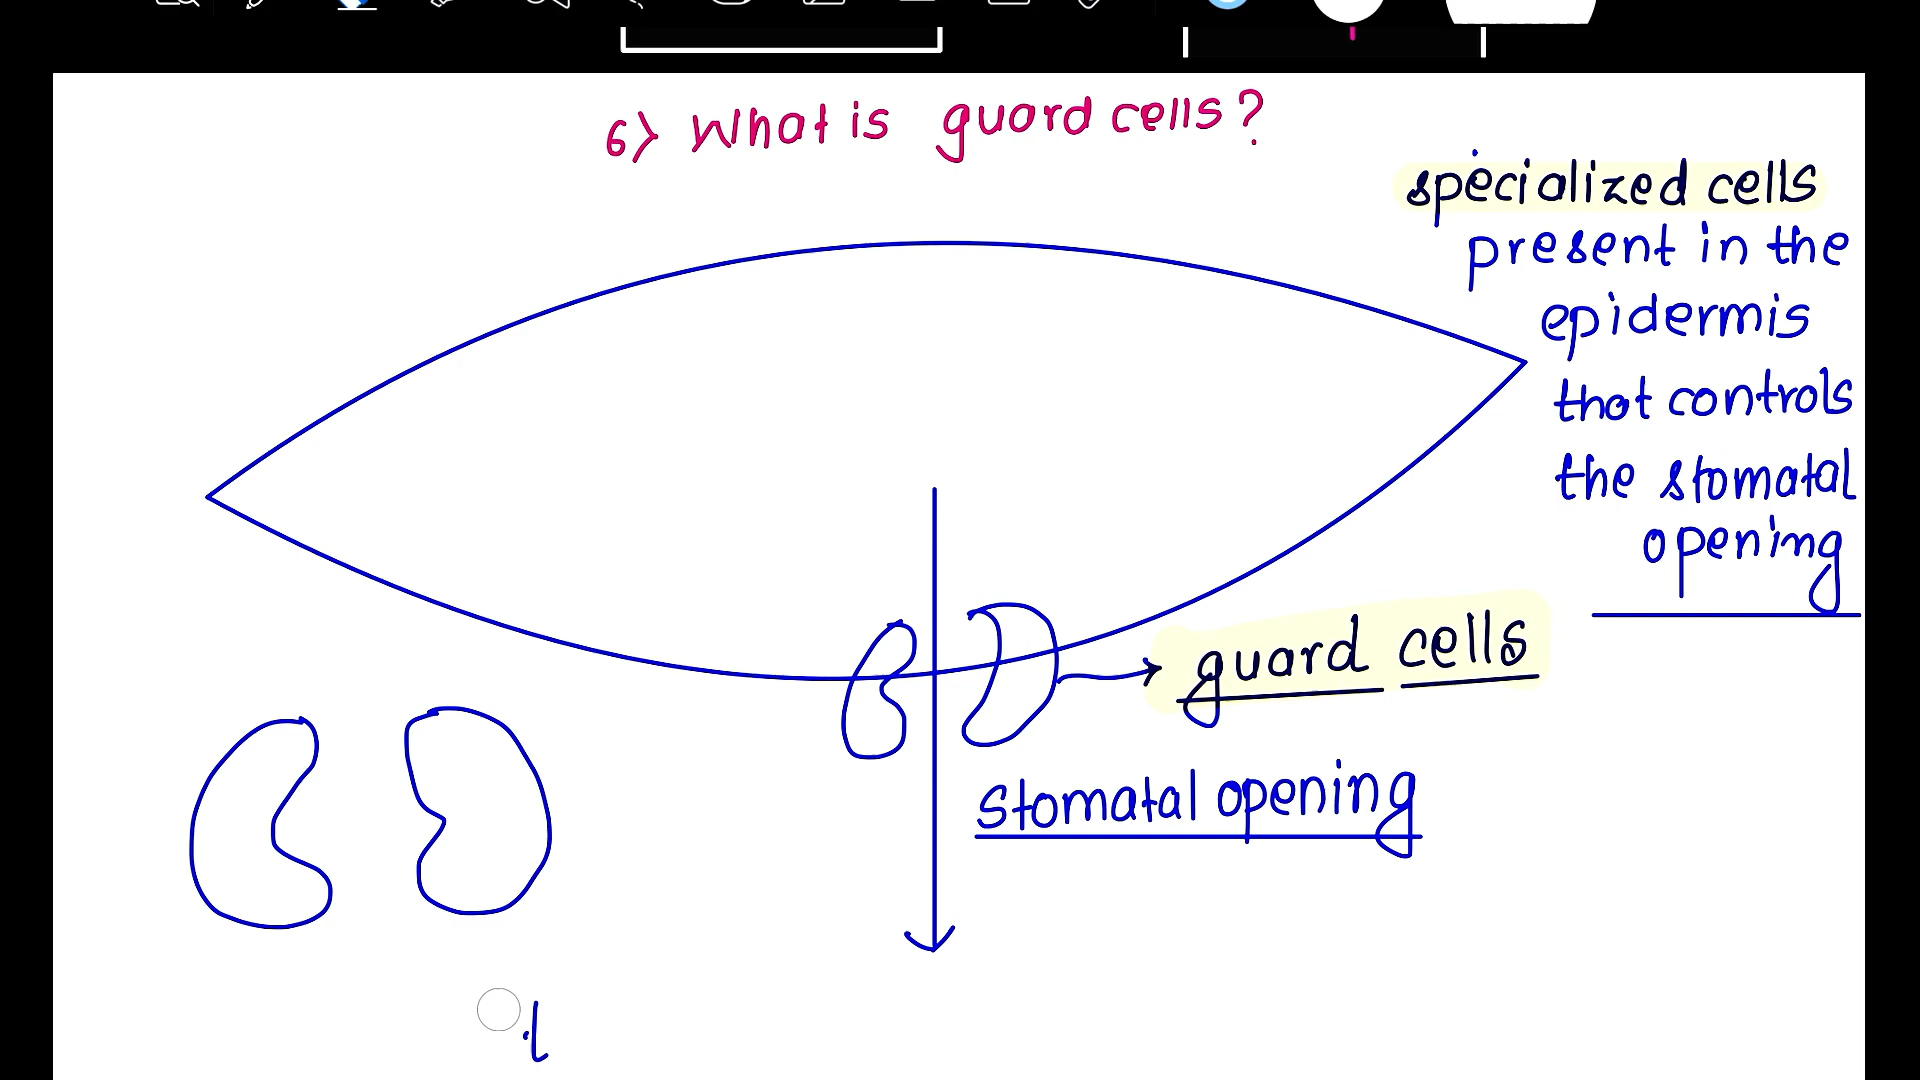 6) What is guard cells?
specialized cells
present in the
epidermis
that controls
the stomatal
opening
guard cells
stomatal opening